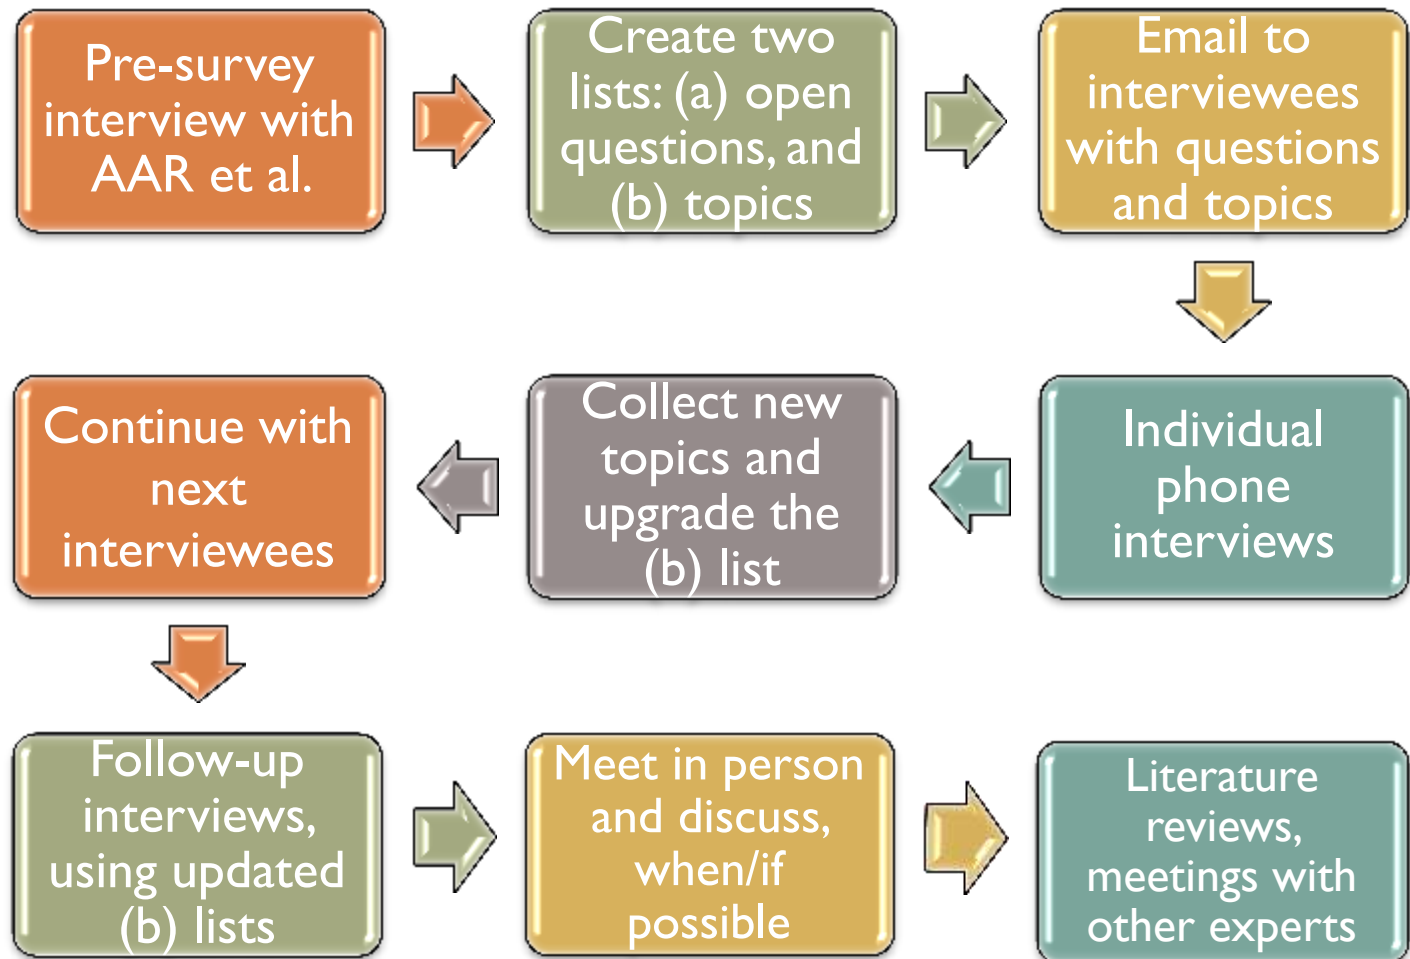 Pre-survey
interview with
AAR et al.
Create two
lists: (a) open
questions, and
(b) topics
Email to
interviewees
with questions
and topics
Individual
phone
interviews
Collect new
topics and
upgrade the
(b) list
Continue with
next
interviewees
Follow-up
interviews,
using updated
(b) lists
Meet in person
and discuss,
when/if
possible
Literature
reviews,
meetings with
other experts